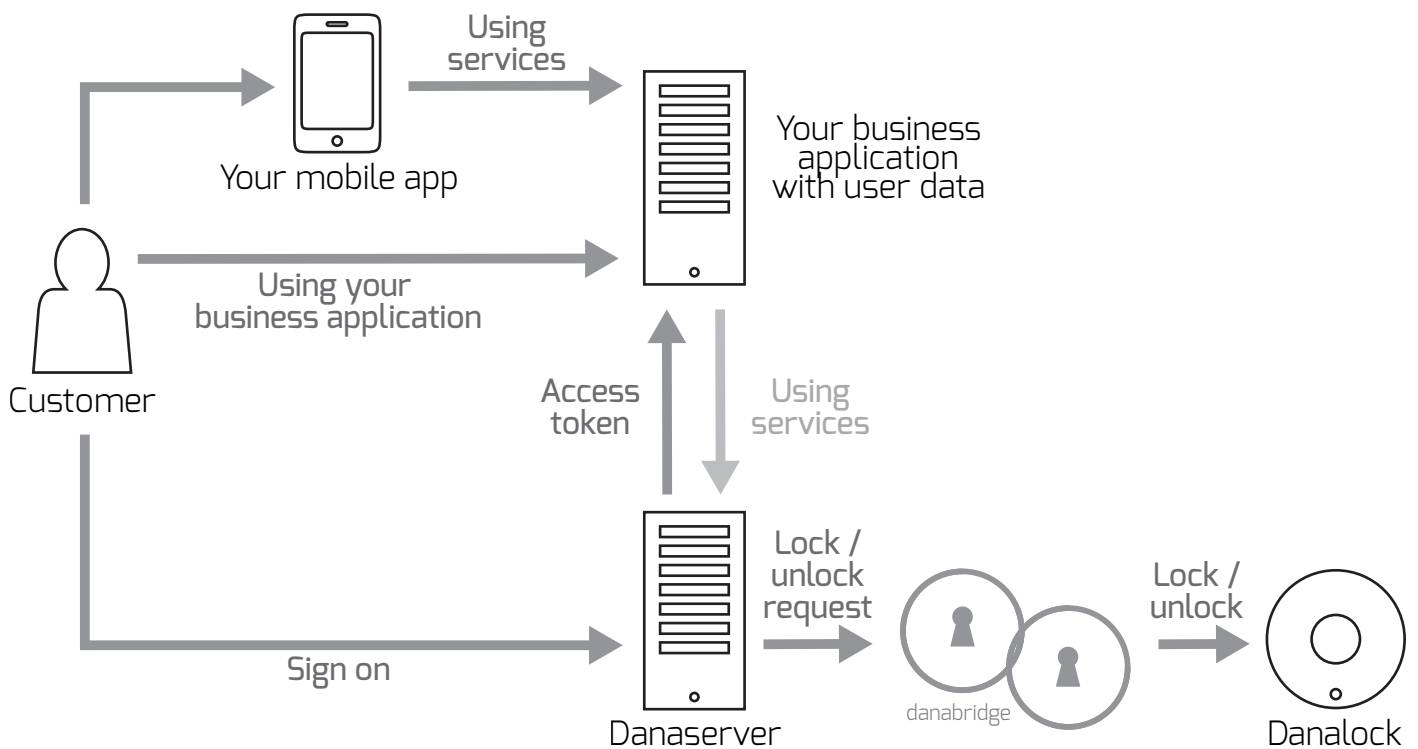 Using
services
Your mobile app
Your business
application
with user data
Using your
business application
Customer
Access
token
Using
services
Lock /
unlock
request
Lock /
unlock
Sign on
danabridge
Danaserver
Danalock